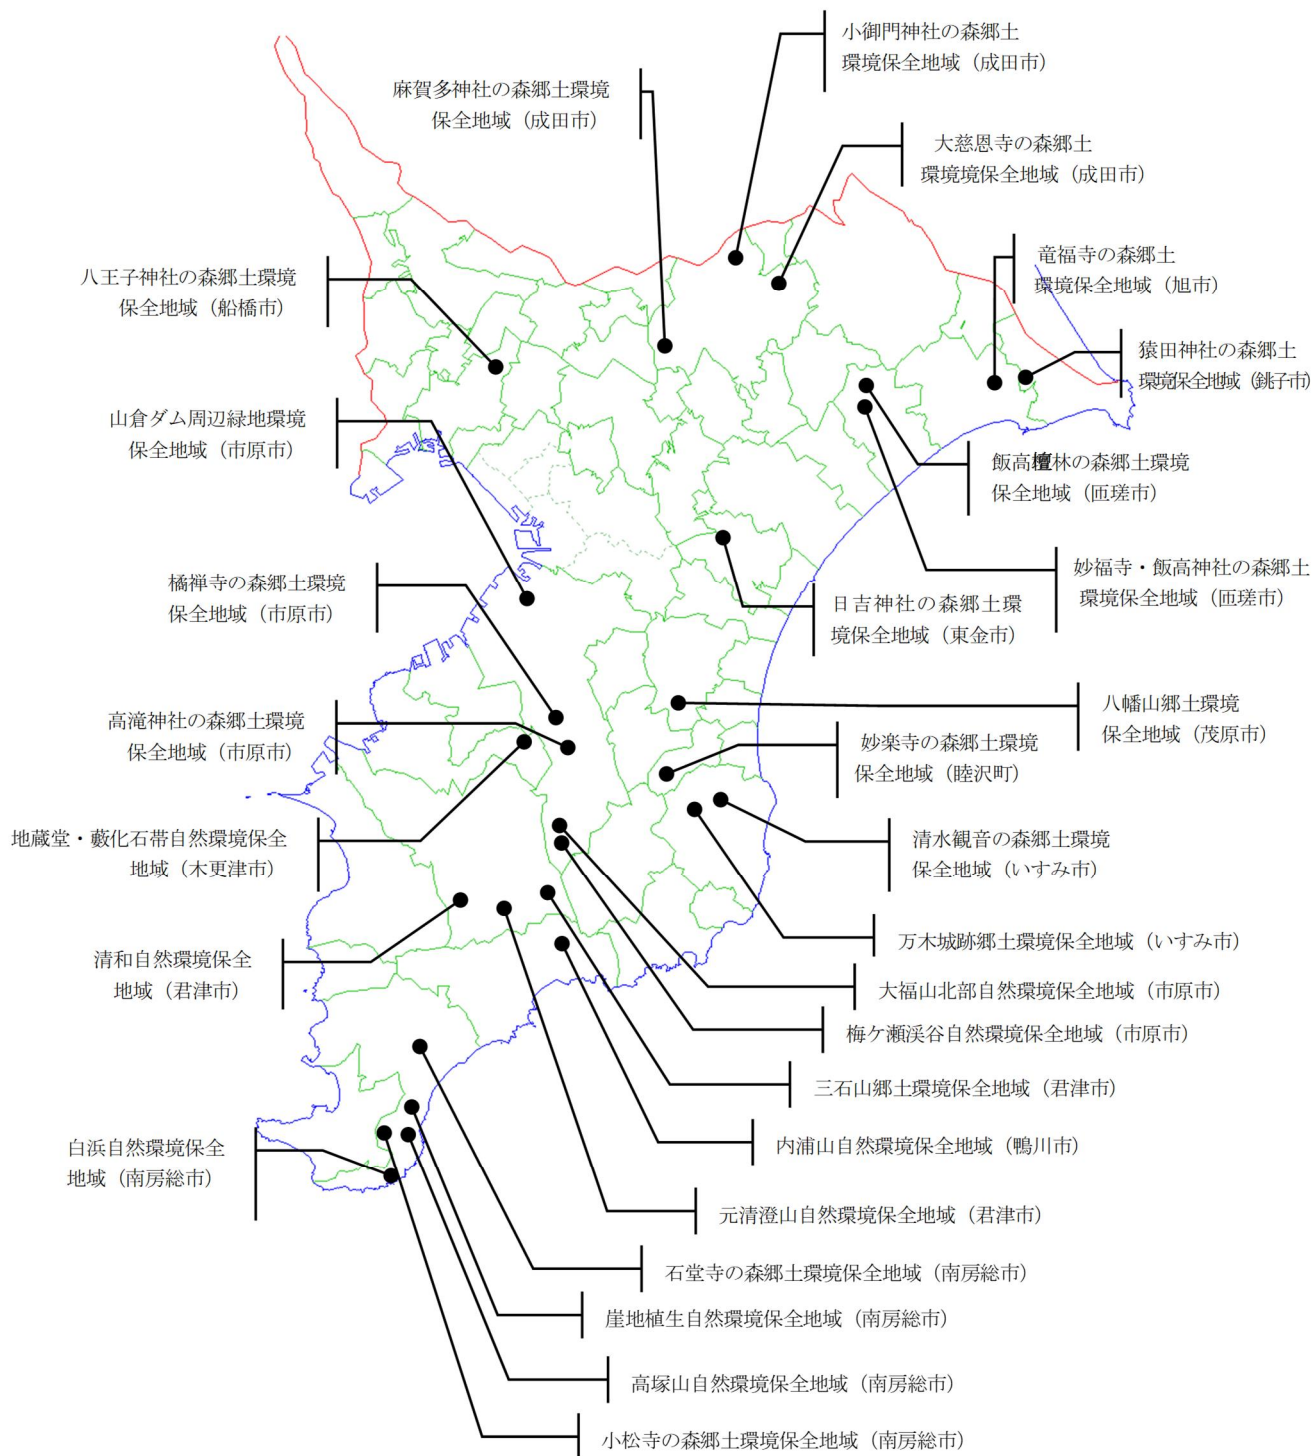 小御門神社の森郷土
環境保全地域（成田市）
麻賀多神社の森郷土環境
保全地域（成田市）
大慈恩寺の森郷土
環境境保全地域（成田市）
竜福寺の森郷土
環境保全地域（旭市）
八王子神社の森郷土環境
保全地域（船橋市）
猿田神社の森郷土
環境保全地域（銚子市）
山倉ダム周辺緑地環境
保全地域（市原市）
飯高檀林の森郷土環境
保全地域（匝瑳市）
妙福寺・飯高神社の森郷土
環境保全地域（匝瑳市）
橘禅寺の森郷土環境
保全地域（市原市）
日吉神社の森郷土環
境保全地域（東金市）
高滝神社の森郷土環境
保全地域（市原市）
八幡山郷土環境
保全地域（茂原市）
妙楽寺の森郷土環境
保全地域（睦沢町）
地蔵堂・藪化石帯自然環境保全
地域（木更津市）
清水観音の森郷土環境
保全地域（いすみ市）
万木城跡郷土環境保全地域（いすみ市）
清和自然環境保全
地域（君津市）
大福山北部自然環境保全地域（市原市）
梅ケ瀬渓谷自然環境保全地域（市原市）
三石山郷土環境保全地域（君津市）
内浦山自然環境保全地域（鴨川市）
白浜自然環境保全
地域（南房総市）
元清澄山自然環境保全地域（君津市）
石堂寺の森郷土環境保全地域（南房総市）
崖地植生自然環境保全地域（南房総市）
高塚山自然環境保全地域（南房総市）
小松寺の森郷土環境保全地域（南房総市）